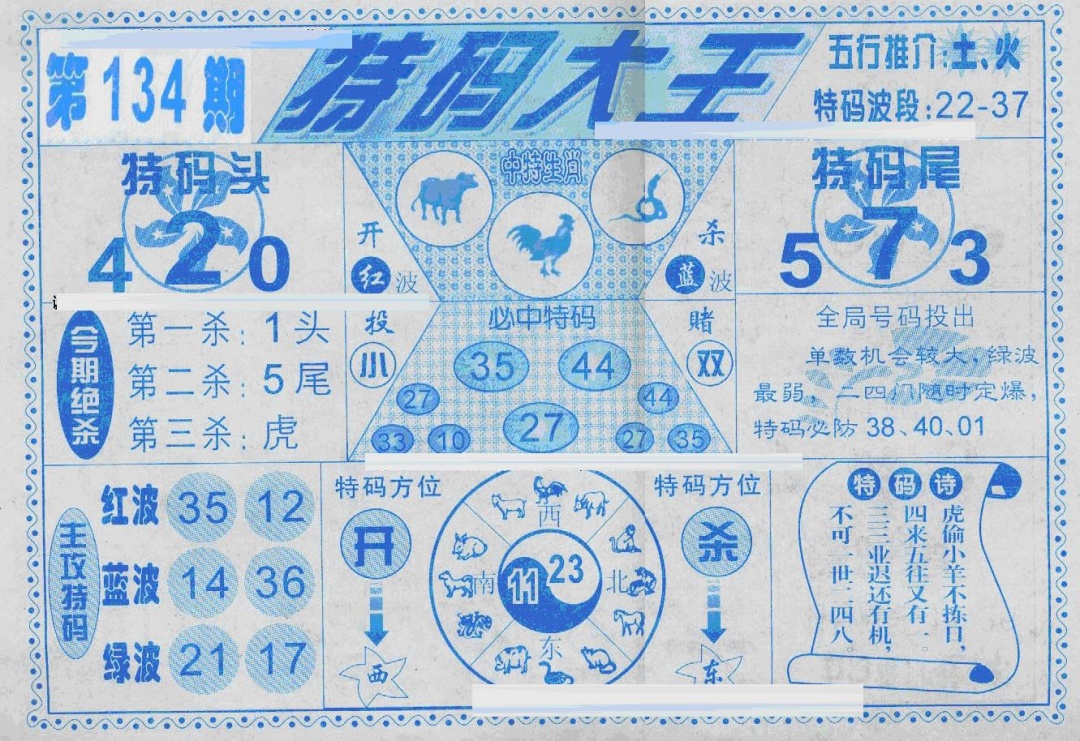 第134期
特码大王
五行推介:土、火
特码波段:22-37
特码头
4 2 0
中特生肖
开
红波
杀
蓝波
特码尾
5 7 3
今期绝杀
第一杀:1头
第二杀:5尾
第三杀:虎
投
小
必中特码
35 44
27 44
27
33 10 27 35
赌
双
全局号码投出
单数机会较大,绿波
最弱,二四门随时定爆,
特码必防38、40、01
主攻特码
红波 35 12
蓝波 14 36
绿波 21 17
特码方位
开
西
西
南
北
东
11 23
特码方位
杀
东
特码诗
虎偷小羊不拣日,
四来五往又有一。
三三业迟还有机,
不可一世二四八。